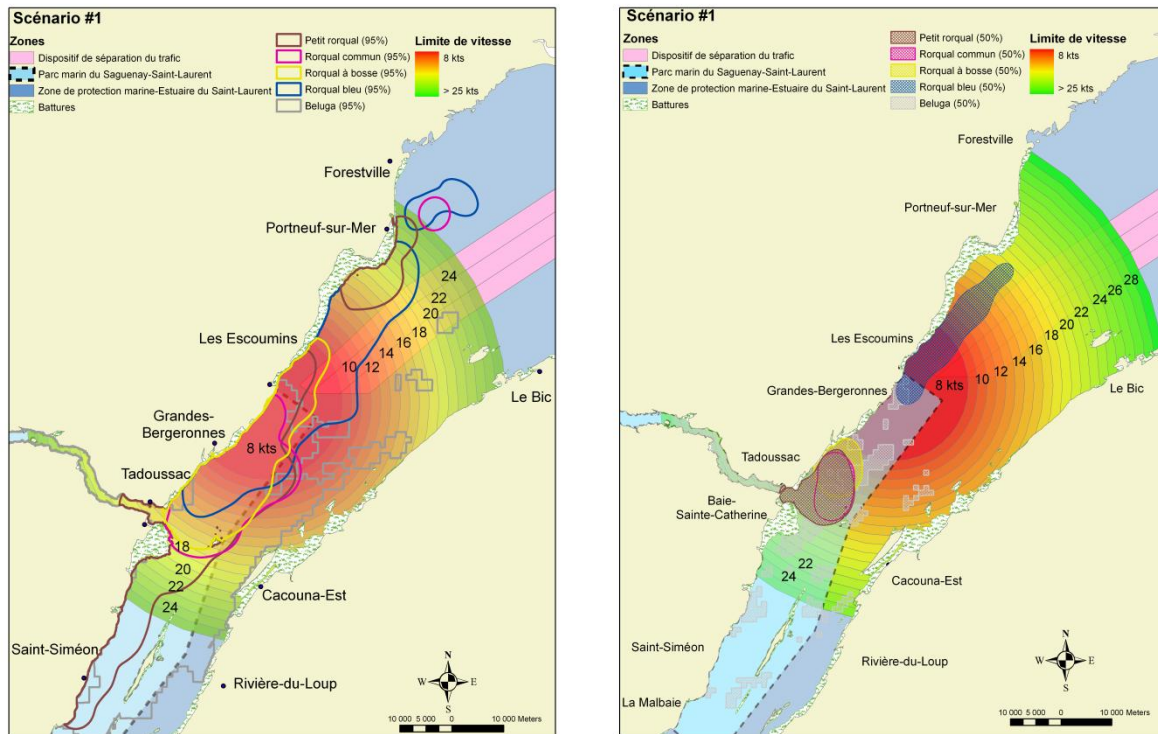 Scénario #1
Zones
Dispositif de séparation du trafic
Parc marin du Saguenay-Saint-Laurent
Zone de protection marine-Estuaire du Saint-Laurent
Battures
Petit rorqual (95%)
Rorqual commun (95%)
Rorqual à bosse (95%)
Rorqual bleu (95%)
Beluga (95%)
Limite de vitesse
8 kts
> 25 kts
Forestville
Portneuf-sur-Mer
24
22
20
18
16
14
12
10
Les Escoumins
Le Bic
Grandes-
Bergeronnes
8 kts
Tadoussac
18
20
22
24
Cacouna-Est
Saint-Siméon
Rivière-du-Loup
N
W E
S
10 000 5 000 0 10 000 Meters
Scénario #1
Zones
Dispositif de séparation du trafic
Parc marin du Saguenay-Saint-Laurent
Zone de protection marine-Estuaire du Saint-Laurent
Battures
Petit rorqual (50%)
Rorqual commun (50%)
Rorqual à bosse (50%)
Rorqual bleu (50%)
Beluga (50%)
Limite de vitesse
8 kts
> 25 kts
Forestville
Portneuf-sur-Mer
28
26
24
22
20
18
16
14
12
10
8 kts
Les Escoumins
Grandes-Bergeronnes
Le Bic
Tadoussac
Baie-
Sainte-Catherine
22
24
Cacouna-Est
Saint-Siméon
Rivière-du-Loup
La Malbaie
N
W E
S
10 000 5 000 0 10 000 Meters